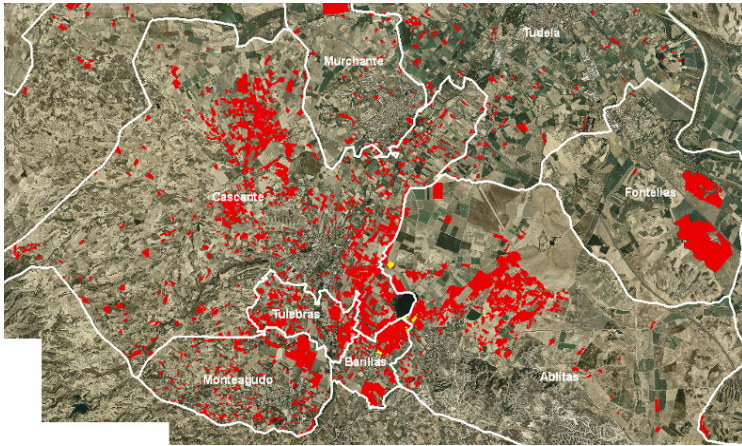 Tudela
Murchante
Cascante
Fontellas
Tulebras
Barillas
Monteagudo
Ablitas